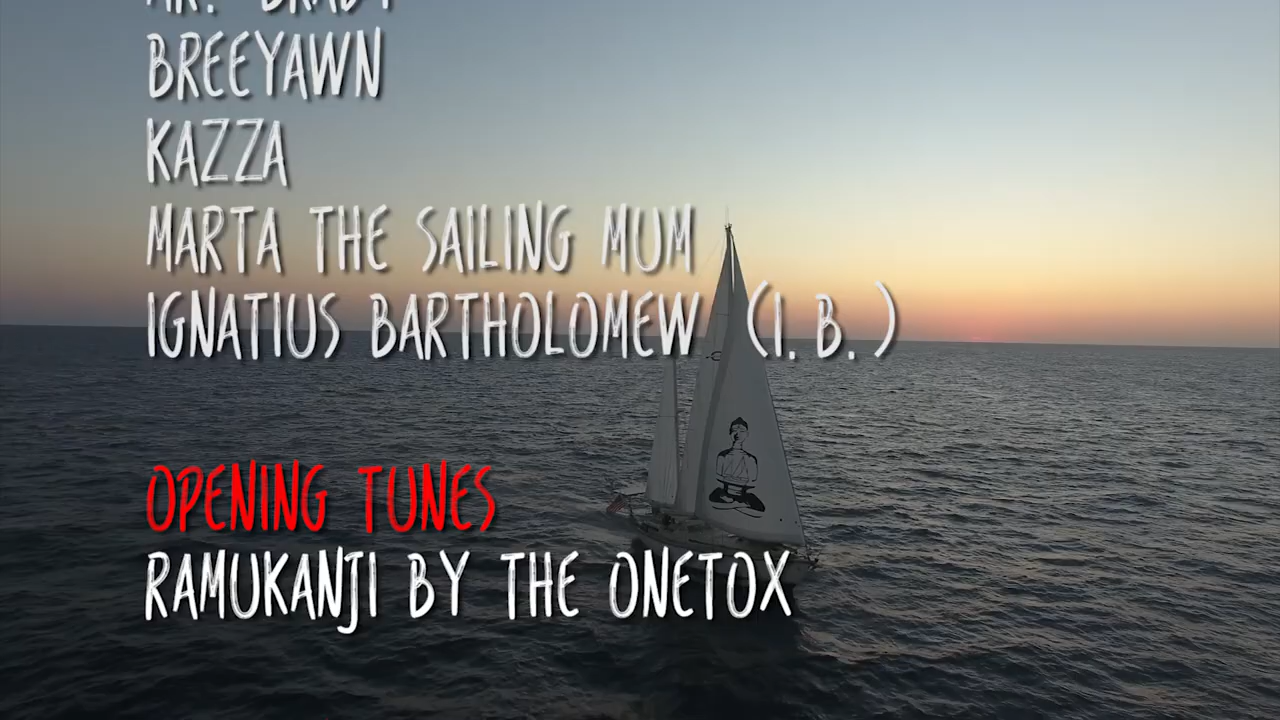 BREEYAWN
KAZZA
MARTA THE SAILING MUM
IGNATIUS BARTHOLOMEW (I.B.)
OPENING TUNES
RAMUKANJI BY THE ONETOX